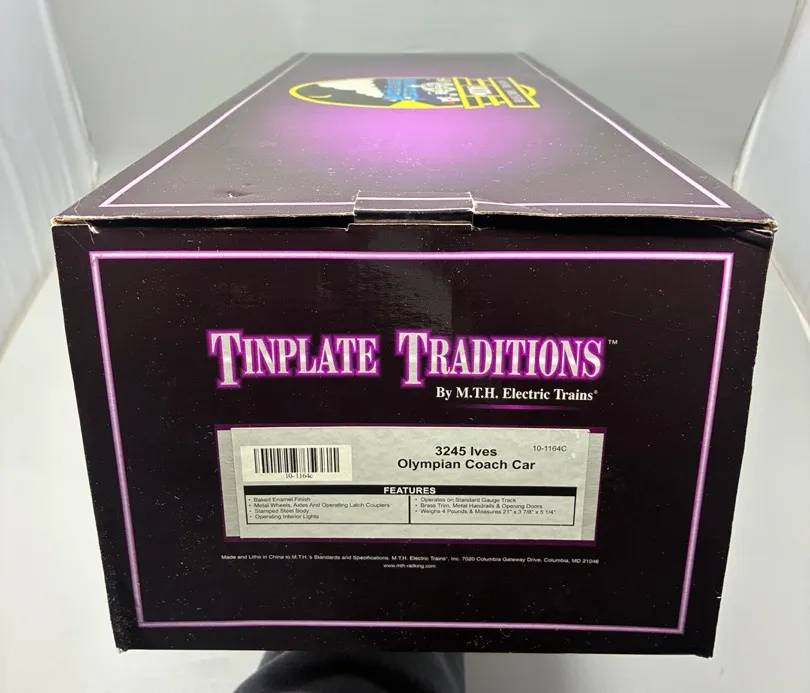 TINPLATE TRADITIONS™
By M.T.H. Electric Trains®
3245 Ives
10-1164C
Olympian Coach Car
10-1164c
FEATURES
• Baked Enamel Finish
• Metal Wheels, Axles And Operating Latch Couplers
• Stamped Steel Body
• Operating Interior Lights
• Operates on Standard Gauge Track
• Brass Trim, Metal Handrails & Opening Doors
• Weighs 4 Pounds & Measures 21" x 3 7/8" x 5 1/4"
Made and Litho in China to M.T.H.'s Standards and Specifications. M.T.H. Electric Trains®, Inc. 7020 Columbia Gateway Drive, Columbia, MD 21046
www.mth-railking.com